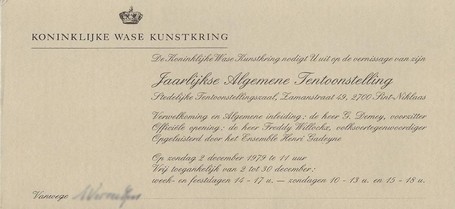 KONINKLIJKE WASE KUNSTKRING
De Koninklijke Wase Kunstkring nodigt U uit op de vernissage van zijn
Jaarlijkse Algemene Tentoonstelling
Stedelijke Tentoonstellingszaal, Zamanstraat 49, 2700 Sint-Niklaas
Verwelkoming en Algemene inleiding : de heer G. Demey, voorzitter
Officiële opening : de heer Freddy Willockx, volksvertegenwoordiger
Opgeluisterd door het Ensemble Henri Gadeyne
Op zondag 2 december 1979 te 11 uur
Vrij toegankelijk van 2 tot 30 december :
week- en feestdagen 14 - 17 u. — zondagen 10 - 13 u. en 15 - 18 u.
Vanwege